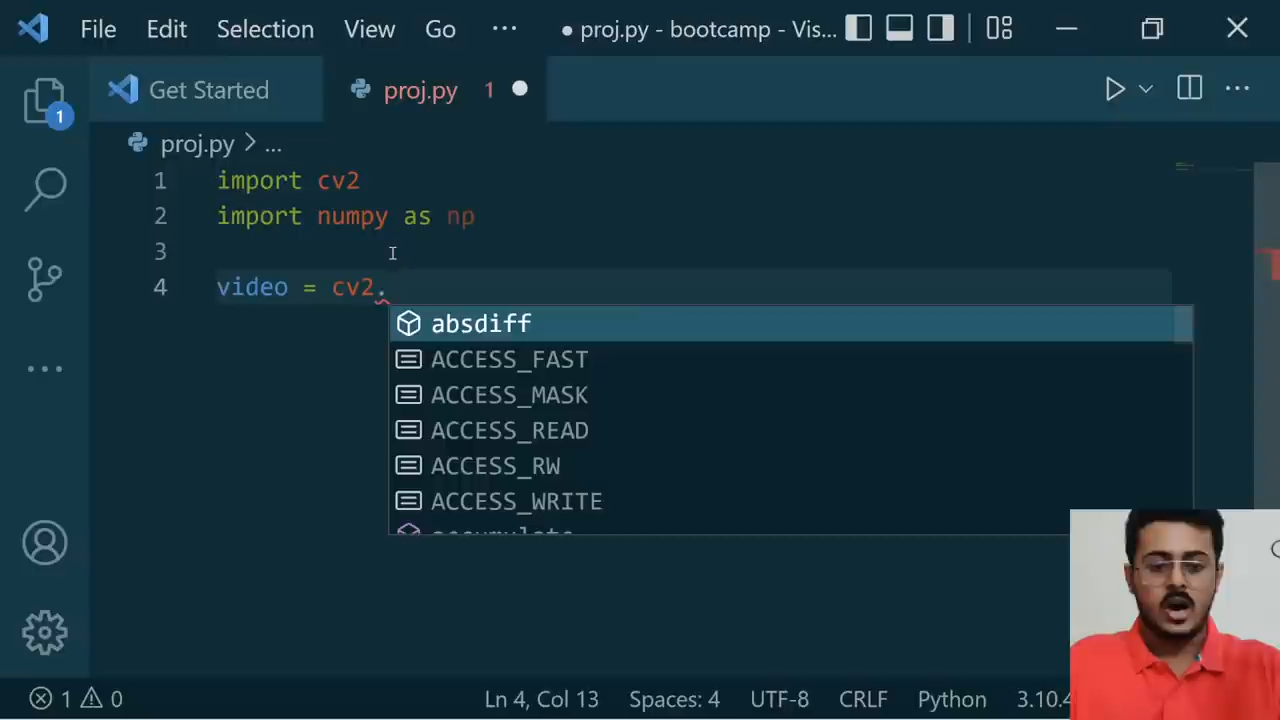 File Edit Selection View Go ··· ● proj.py - bootcamp - Vis...
Get Started proj.py 1
1
proj.py > ...
1 import cv2
2 import numpy as np
3
4 video = cv2.
absdiff
ACCESS_FAST
ACCESS_MASK
ACCESS_READ
ACCESS_RW
ACCESS_WRITE
1 0 Ln 4, Col 13 Spaces: 4 UTF-8 CRLF Python 3.10.4